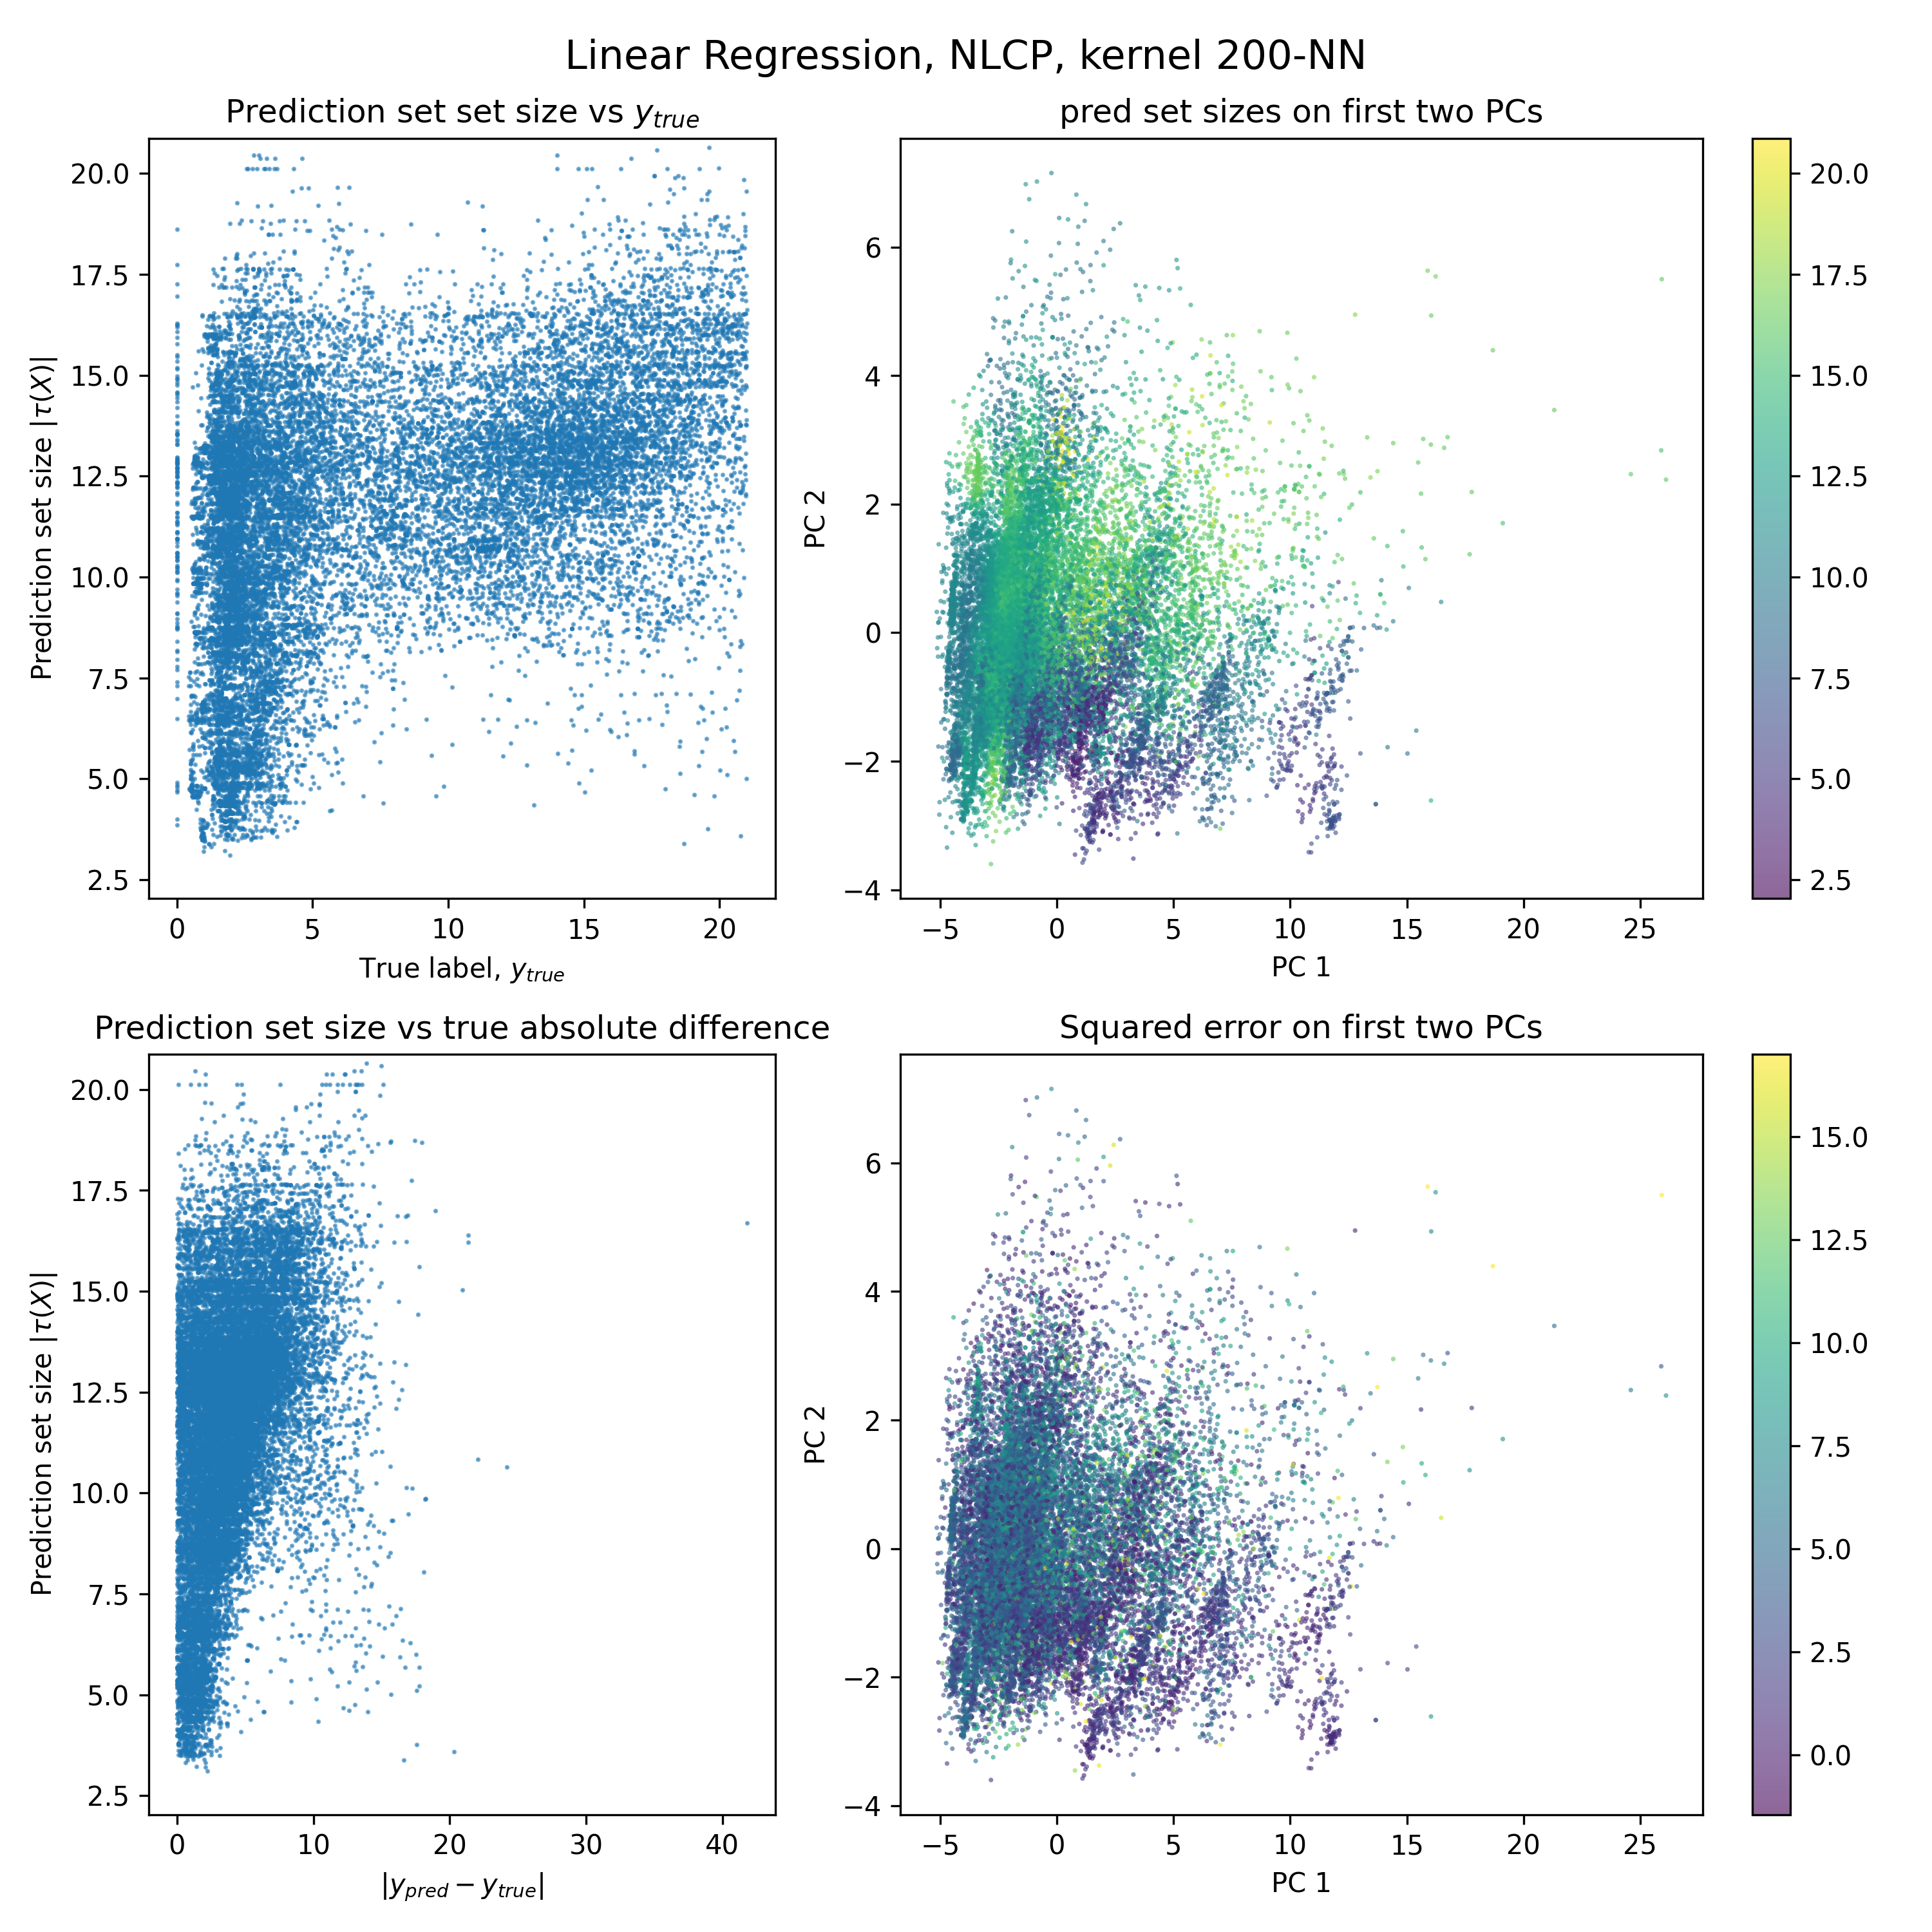 Linear Regression, NLCP, kernel 200-NN
Prediction set set size vs y_true
20.0
17.5
15.0
12.5
10.0
7.5
5.0
2.5
Prediction set size |τ(X)|
0 5 10 15 20
True label, y_true
pred set sizes on first two PCs
6
4
2
0
−2
−4
PC 2
−5 0 5 10 15 20 25
PC 1
20.0
17.5
15.0
12.5
10.0
7.5
5.0
2.5
Prediction set size vs true absolute difference
20.0
17.5
15.0
12.5
10.0
7.5
5.0
2.5
Prediction set size |τ(X)|
0 10 20 30 40
|y_pred − y_true|
Squared error on first two PCs
6
4
2
0
−2
−4
PC 2
−5 0 5 10 15 20 25
PC 1
15.0
12.5
10.0
7.5
5.0
2.5
0.0